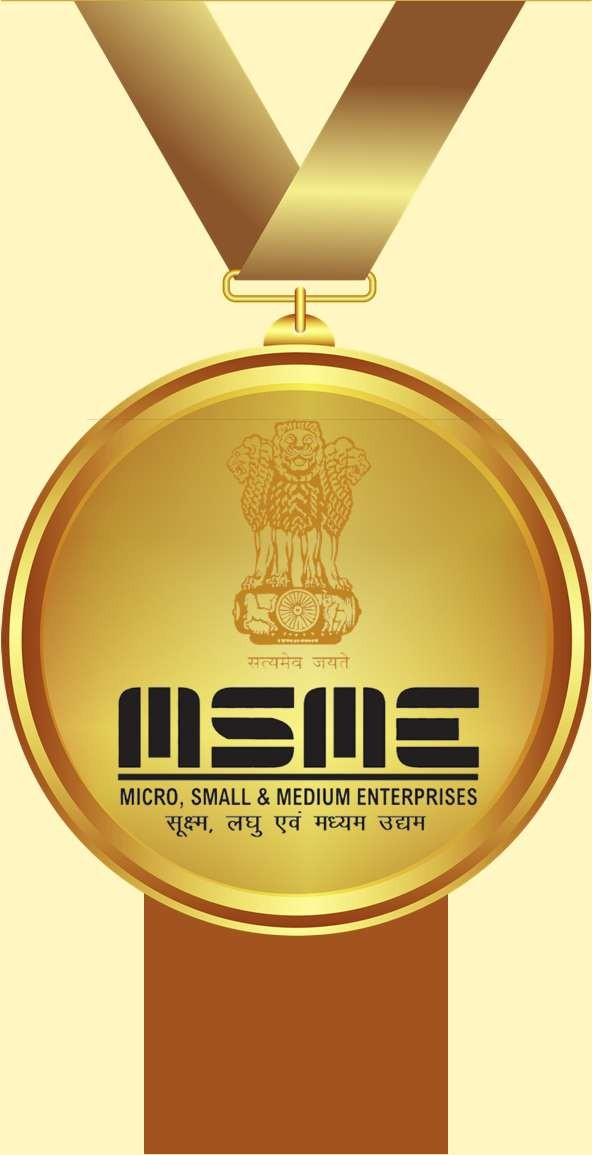 सत्यमेव जयते
MSME
MICRO, SMALL & MEDIUM ENTERPRISES
सूक्ष्म, लघु एवं मध्यम उद्यम